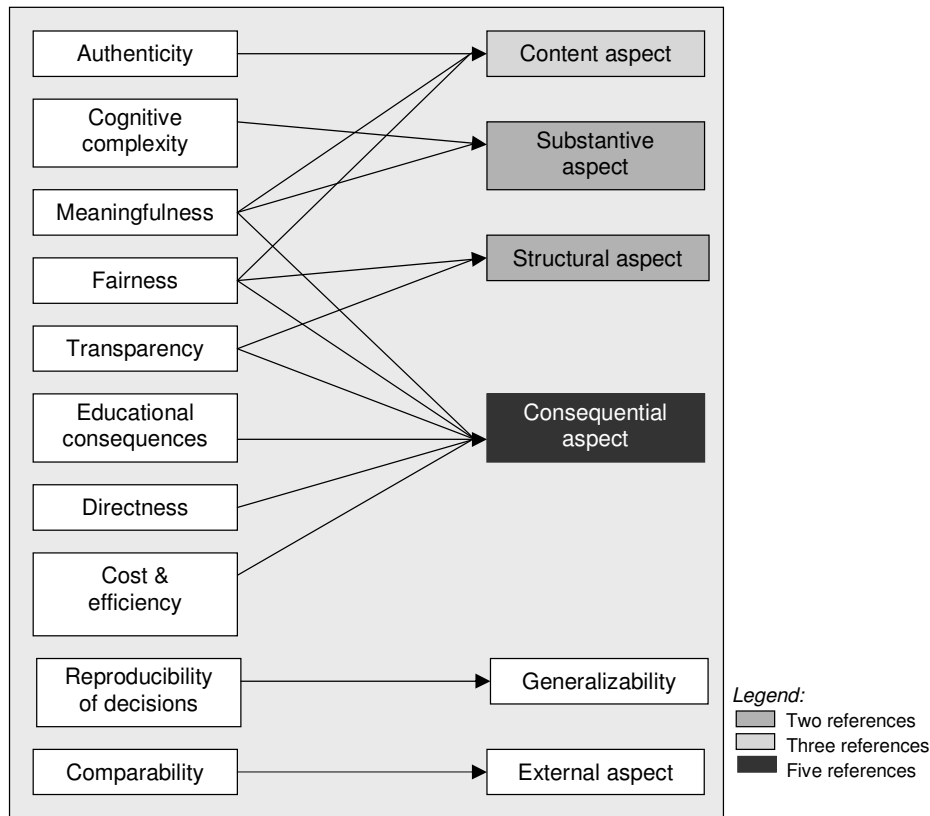 Authenticity
Content aspect
Cognitive
complexity
Substantive
aspect
Meaningfulness
Fairness
Structural aspect
Transparency
Educational
consequences
Consequential
aspect
Directness
Cost &
efficiency
Reproducibility
of decisions
Generalizability
Comparability
External aspect
Legend:
Two references
Three references
Five references